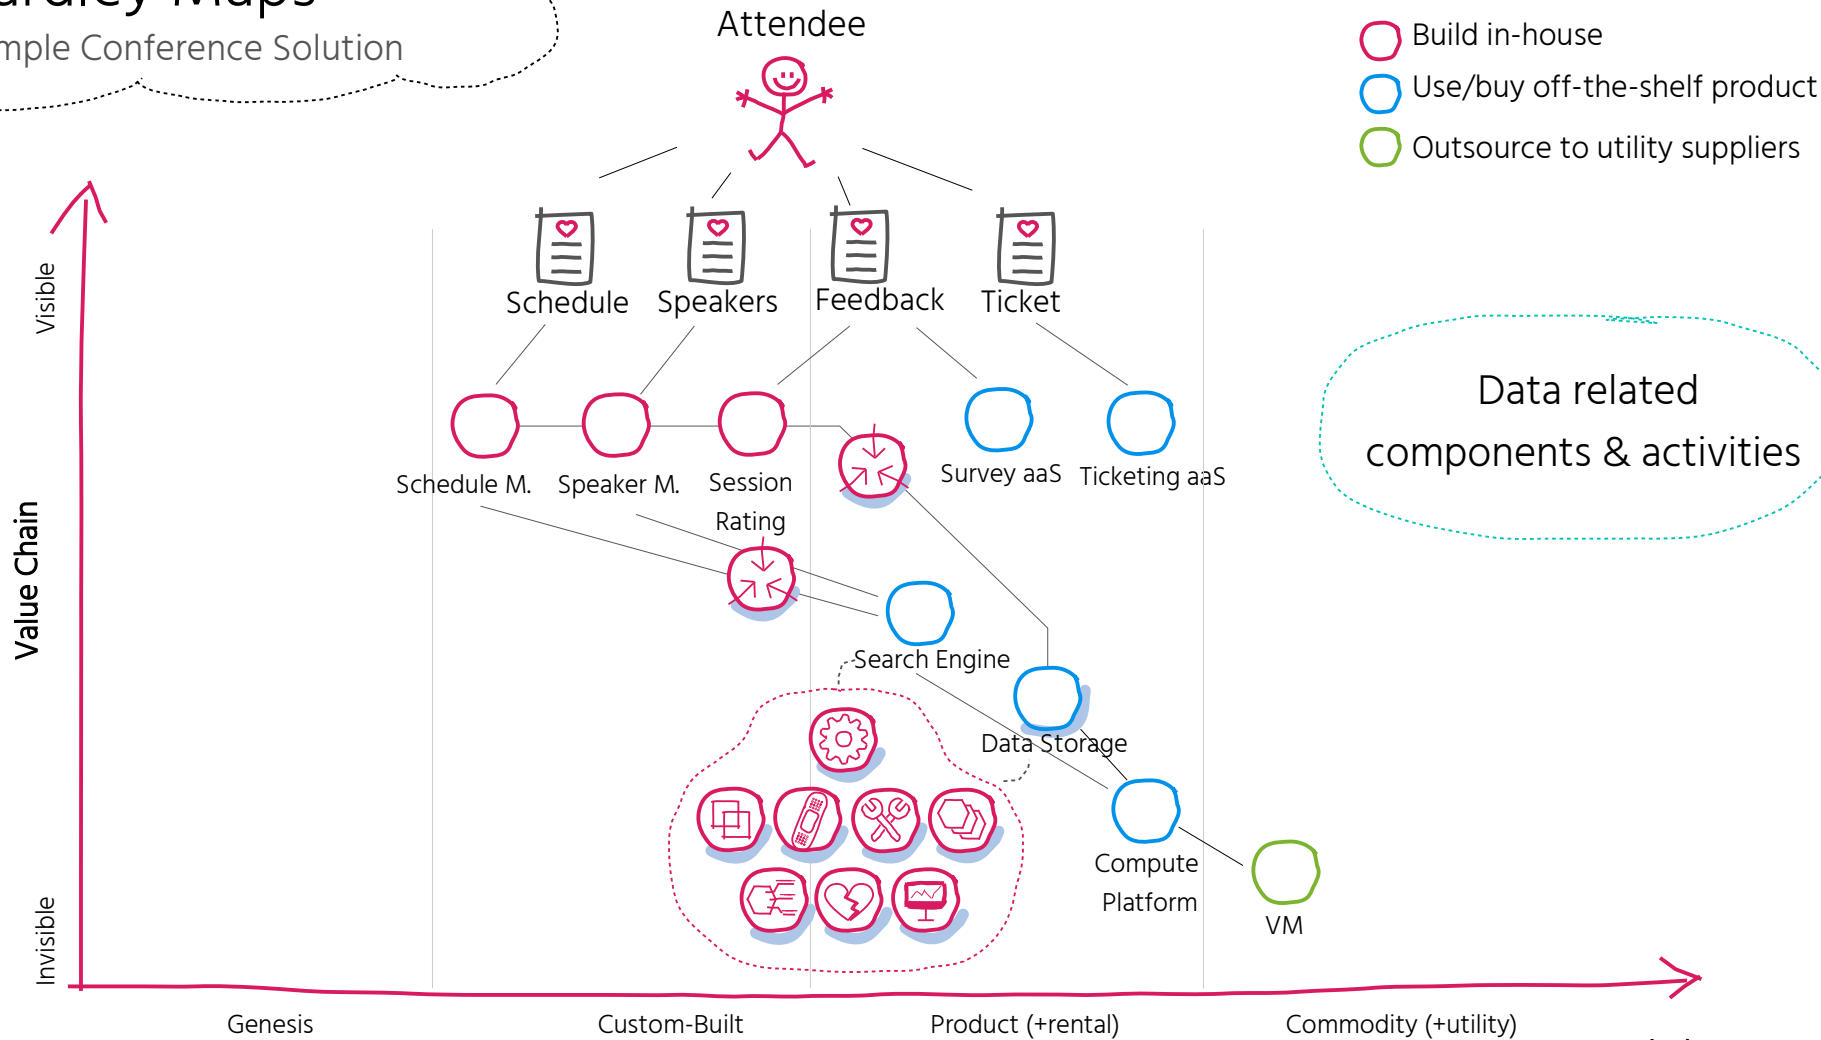 mple Conference Solution
Attendee
Build in-house
Use/buy off-the-shelf product
Outsource to utility suppliers
Visible
Schedule
Speakers
Feedback
Ticket
Data related
components & activities
Schedule M.
Speaker M.
Session
Rating
Survey aaS
Ticketing aaS
Value Chain
Search Engine
Data Storage
Compute
Platform
VM
Invisible
Genesis
Custom-Built
Product (+rental)
Commodity (+utility)